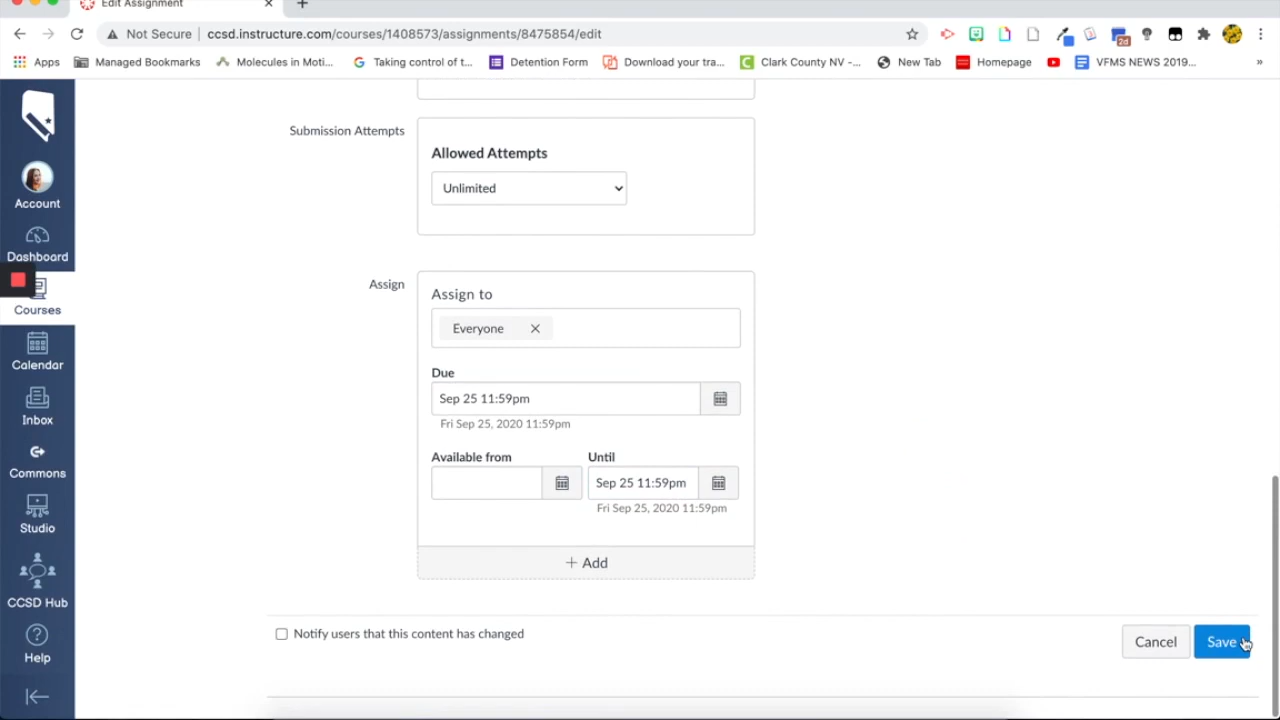 Edit Assignment
Not Secure
ccsd.instructure.com/courses/1408573/assignments/8475854/edit
2d
Apps
Managed Bookmarks
Molecules in Moti...
Taking control of t...
Detention Form
Download your tra...
Clark County NV -...
New Tab
Homepage
VFMS NEWS 2019...
»
Account
Dashboard
Courses
Calendar
Inbox
Commons
Studio
CCSD Hub
Help
Submission Attempts
Allowed Attempts
Unlimited
Assign
Assign to
Everyone
Due
Sep 25 11:59pm
Fri Sep 25, 2020 11:59pm
Available from
Until
Sep 25 11:59pm
Fri Sep 25, 2020 11:59pm
+ Add
Notify users that this content has changed
Cancel
Save